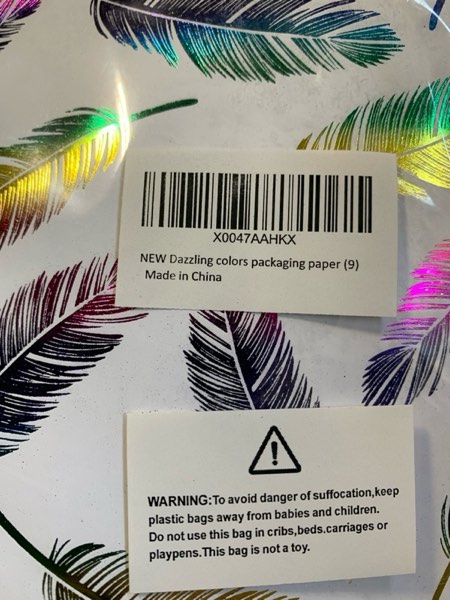 X0047AAHKX
NEW Dazzling colors packaging paper (9)
Made in China
WARNING:To avoid danger of suffocation,keep
plastic bags away from babies and children.
Do not use this bag in cribs,beds.carriages or
playpens.This bag is not a toy.